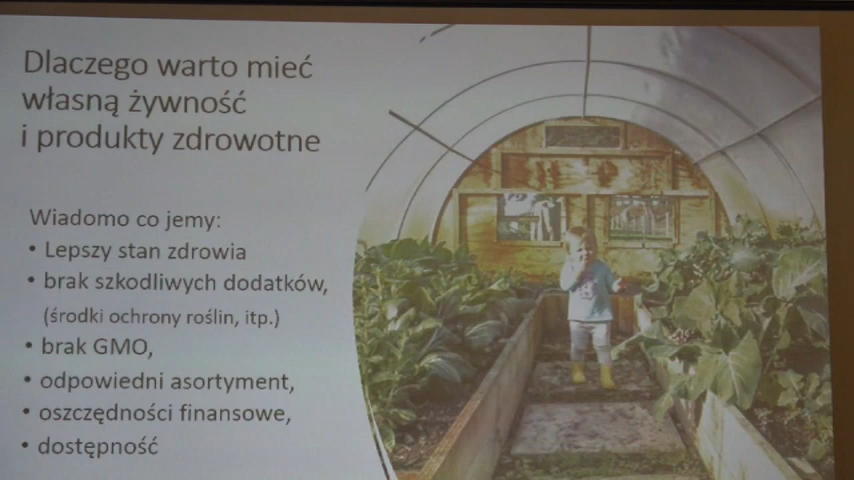 Dlaczego warto mieć
własną żywność
i produkty zdrowotne
Wiadomo co jemy:
• Lepszy stan zdrowia
• brak szkodliwych dodatków,
(środki ochrony roślin, itp.)
• brak GMO,
• odpowiedni asortyment,
• oszczędności finansowe,
• dostępność